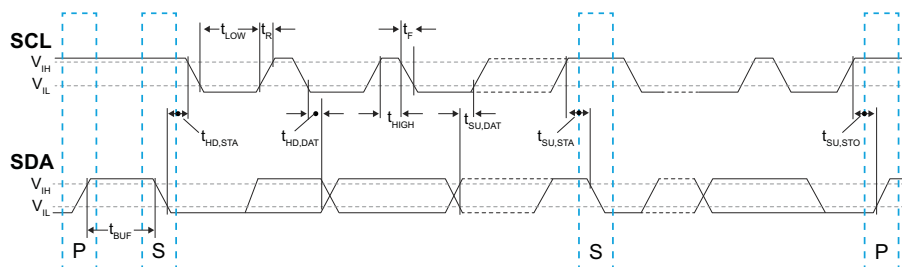 t_LOW t_R t_F
SCL
V_IH
V_IL
t_HD,STA t_HD,DAT t_HIGH t_SU,DAT t_SU,STA t_SU,STO
SDA
V_IH
V_IL
t_BUF
P S S P